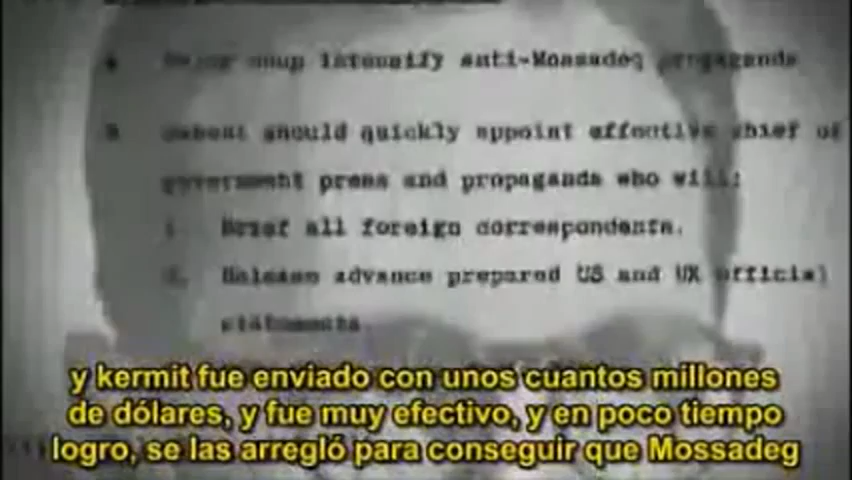 intensify anti-Mossadeq propaganda
should quickly appoint effective chief of
government press and propaganda who will:
Brief all foreign correspondents.
Release advance prepared US and UK official
statements
y kermit fue enviado con unos cuantos millones
de dólares, y fue muy efectivo, y en poco tiempo
logro, se las arregló para conseguir que Mossadeg